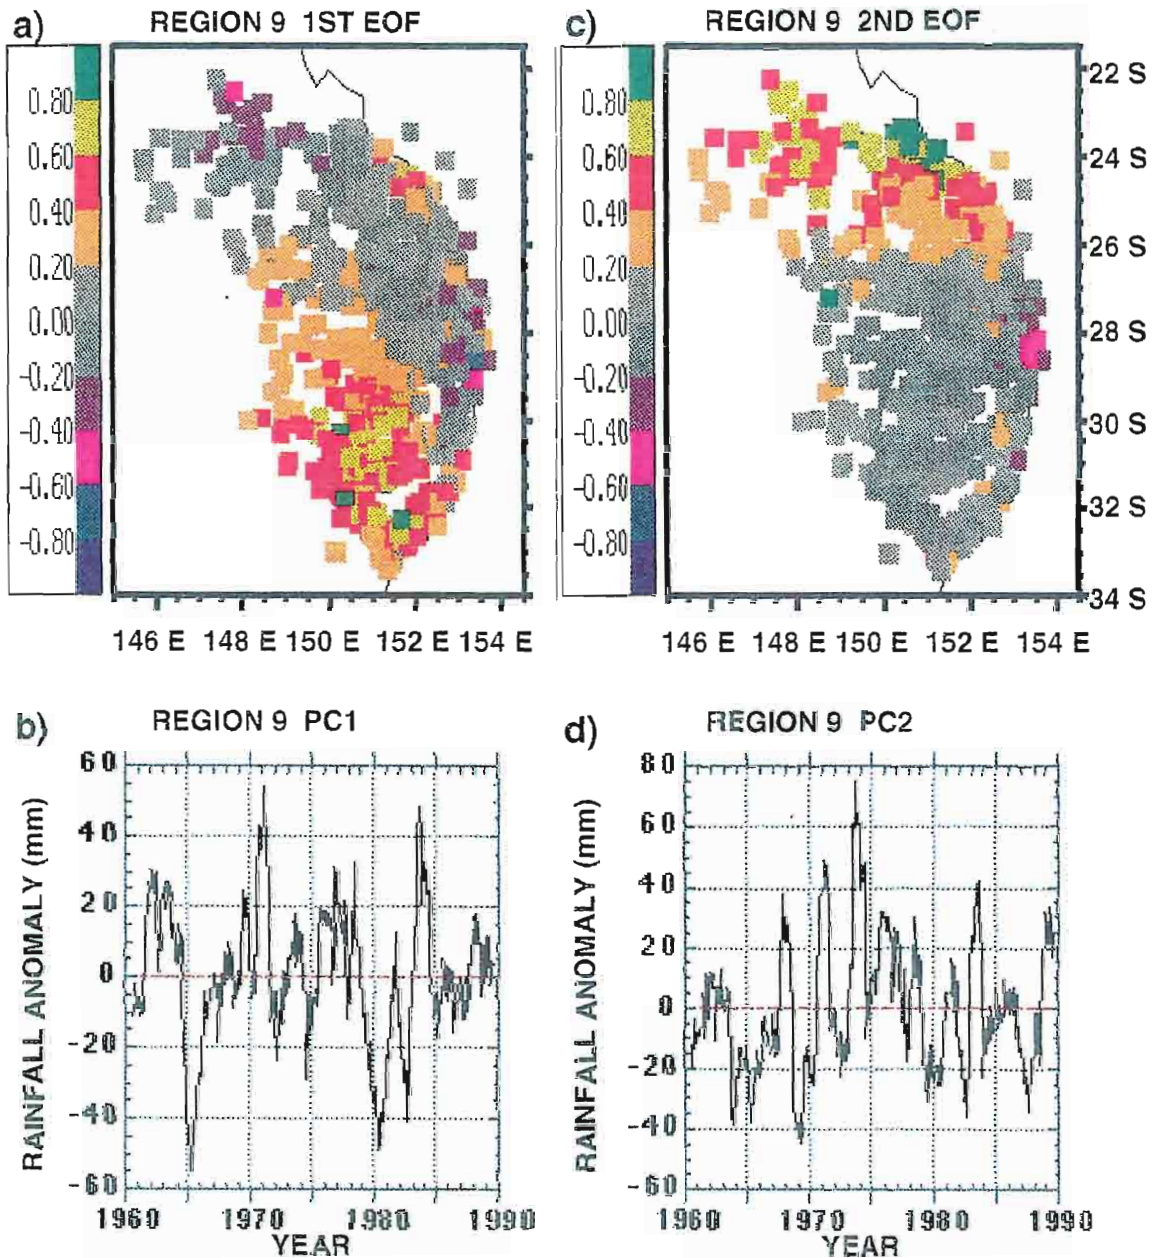 a)
REGION 9 1ST EOF
0.80
0.60
0.40
0.20
0.00
-0.20
-0.40
-0.60
-0.80
146 E 148 E 150 E 152 E 154 E
c)
REGION 9 2ND EOF
0.80
0.60
0.40
0.20
0.00
-0.20
-0.40
-0.60
-0.80
22 S
24 S
26 S
28 S
30 S
32 S
34 S
146 E 148 E 150 E 152 E 154 E
b)
REGION 9 PC1
RAINFALL ANOMALY (mm)
60
40
20
0
-20
-40
-60
1960 1970 1980 1990
YEAR
d)
REGION 9 PC2
RAINFALL ANOMALY (mm)
80
60
40
20
0
-20
-40
-60
1960 1970 1980 1990
YEAR